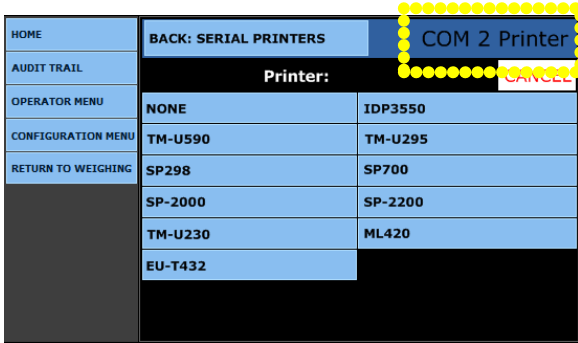 HOME
BACK: SERIAL PRINTERS
COM 2 Printer
AUDIT TRAIL
Printer:
CANCEL
OPERATOR MENU
NONE
IDP3550
CONFIGURATION MENU
TM-U590
TM-U295
RETURN TO WEIGHING
SP298
SP700
SP-2000
SP-2200
TM-U230
ML420
EU-T432